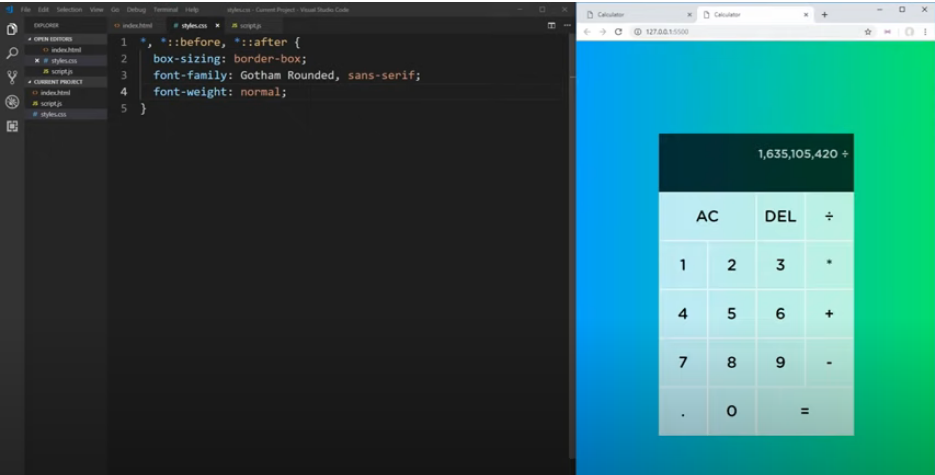 File Edit Selection View Go Debug Terminal Help
styles.css - Current Project - Visual Studio Code
EXPLORER
OPEN EDITORS
index.html
styles.css
JS script.js
CURRENT PROJECT
index.html
JS script.js
# styles.css
index.html
# styles.css
JS script.js
1 *, *::before, *::after {
2 box-sizing: border-box;
3 font-family: Gotham Rounded, sans-serif;
4 font-weight: normal;
5 }
Calculator
Calculator
127.0.0.1:5500
1,635,105,420 ÷
AC DEL ÷
1 2 3 *
4 5 6 +
7 8 9 -
. 0 =